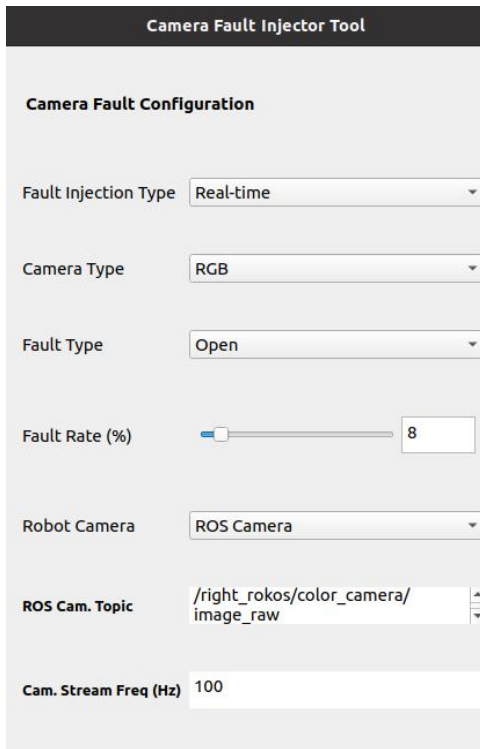 Camera Fault Injector Tool
Camera Fault Configuration
Fault Injection Type Real-time
Camera Type RGB
Fault Type Open
Fault Rate (%) 8
Robot Camera ROS Camera
ROS Cam. Topic /right_rokos/color_camera/
image_raw
Cam. Stream Freq (Hz) 100